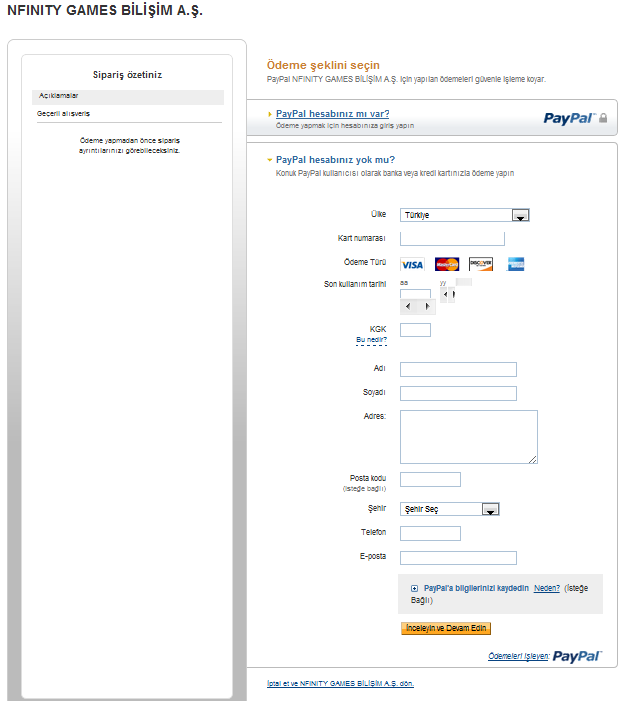 NFINITY GAMES BİLİŞİM A.Ş.
Sipariş özetiniz
Açıklamalar
Geçerli alışveriş
Ödeme yapmadan önce sipariş
ayrıntılarınızı görebileceksiniz.
Ödeme şeklini seçin
PayPal NFINITY GAMES BİLİŞİM A.Ş. için yapılan ödemeleri güvenle işleme koyar.
PayPal hesabınız mı var?
PayPal
Ödeme yapmak için hesabınıza giriş yapın
PayPal hesabınız yok mu?
Konuk PayPal kullanıcısı olarak banka veya kredi kartınızla ödeme yapın
Ülke Türkiye
Kart numarası
Ödeme Türü VISA MasterCard DISCOVER
Son kullanım tarihi aa yy
KGK
Bu nedir?
Adı
Soyadı
Adres:
Posta kodu
(isteğe bağlı)
Şehir Şehir Seç
Telefon
E-posta
PayPal'a bilgilerinizi kaydedin Neden? (İsteğe
Bağlı)
İnceleyin ve Devam Edin
Ödemeleri işleyen: PayPal
İptal et ve NFINITY GAMES BİLİŞİM A.Ş. dön.